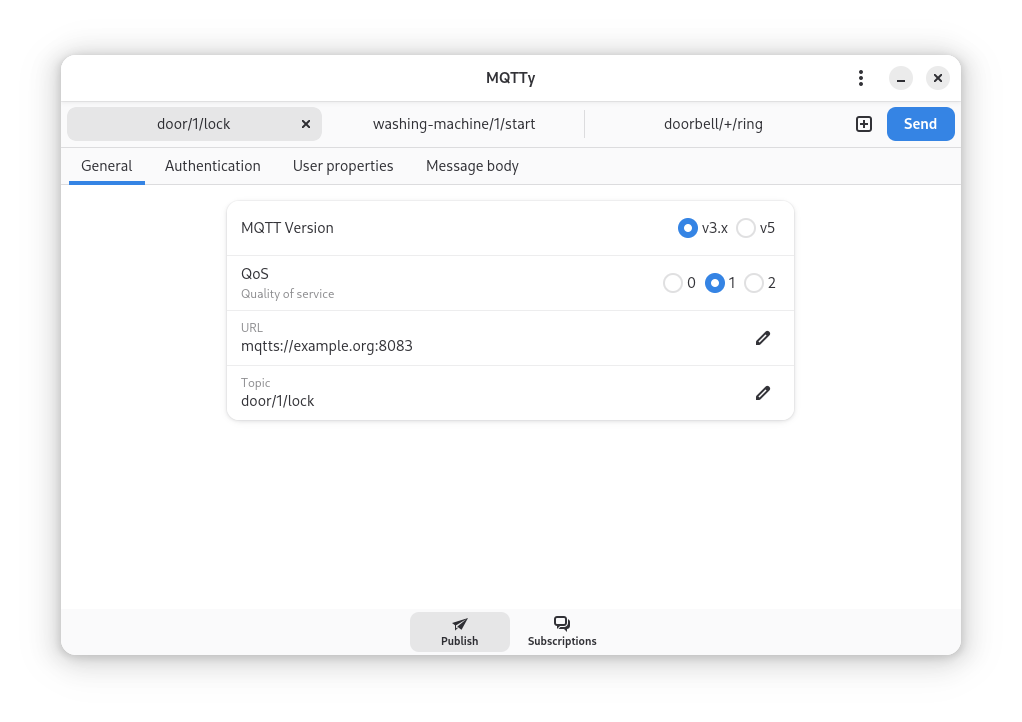 MQTTy
door/1/lock washing-machine/1/start doorbell/+/ring Send
General Authentication User properties Message body
MQTT Version v3.x v5
QoS
Quality of service 0 1 2
URL
mqtts://example.org:8083
Topic
door/1/lock
Publish Subscriptions